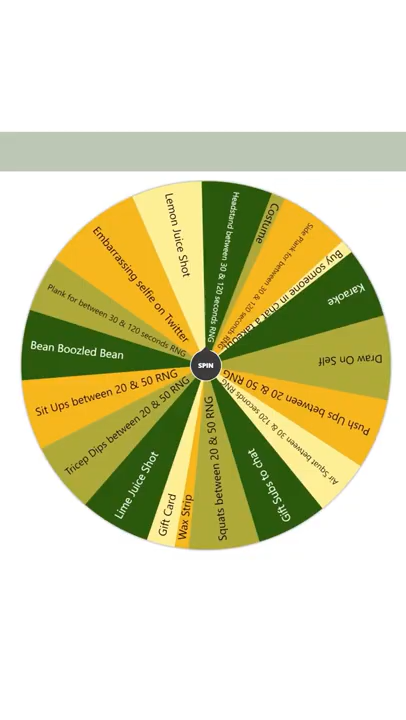 Headstand between 30 & 120 seconds RNG
Costume
Side Plank for between 30 & 120 seconds RNG
Buy someone in chat a takeout
Karaoke
Draw On Self
Push Ups between 20 & 50 RNG
Air Squat between 30 & 120 seconds RNG
Gift Subs to chat
Squats between 20 & 50 RNG
Wax Strip
Gift Card
Lime Juice Shot
Tricep Dips between 20 & 50 RNG
Sit Ups between 20 & 50 RNG
Bean Boozled Bean
Plank for between 30 & 120 seconds RNG
Embarrassing selfie on Twitter
Lemon Juice Shot
SPIN